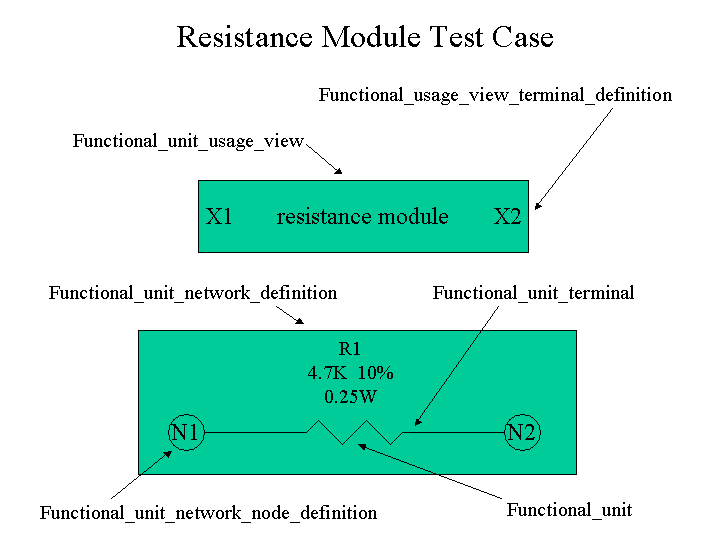 Resistance Module Test Case
Functional_usage_view_terminal_definition
Functional_unit_usage_view
X1 resistance module X2
Functional_unit_network_definition
Functional_unit_terminal
R1
4.7K 10%
0.25W
N1
N2
Functional_unit_network_node_definition
Functional_unit